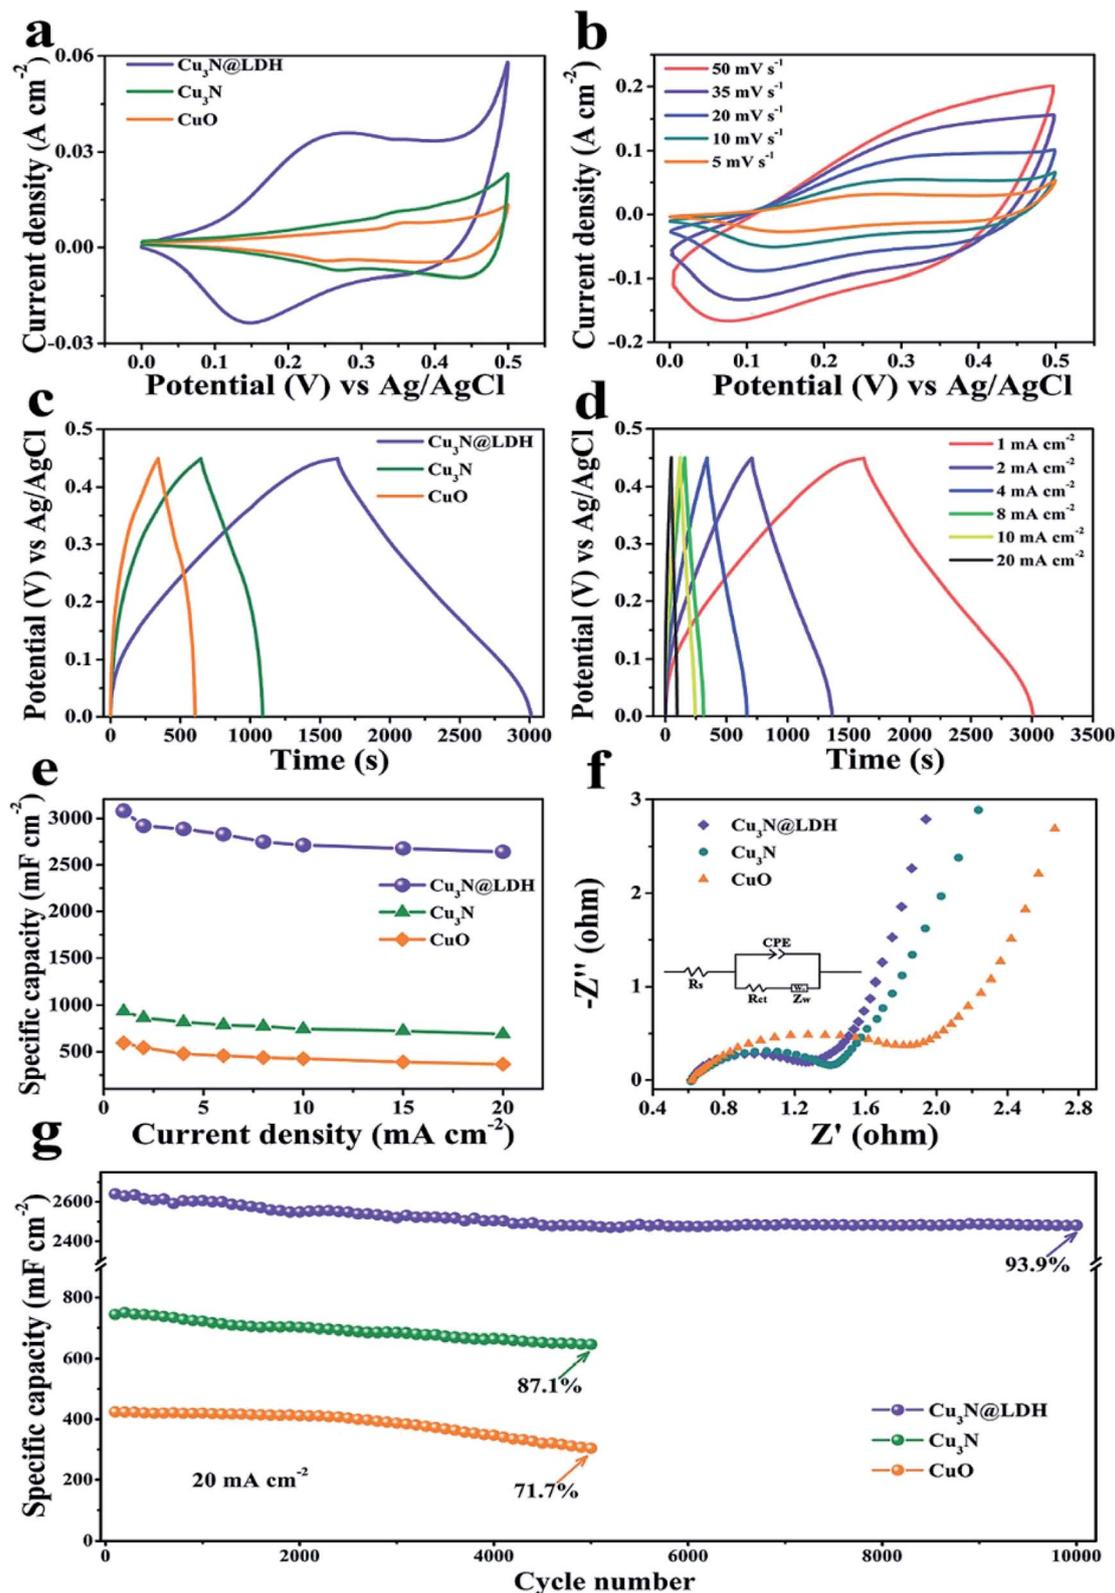 a
Current density (A cm⁻²)
0.06
0.03
0.00
-0.03
Cu₃N@LDH
Cu₃N
CuO
0.0 0.1 0.2 0.3 0.4 0.5
Potential (V) vs Ag/AgCl
b
Current density (A cm⁻²)
0.2
0.1
0.0
-0.1
-0.2
50 mV s⁻¹
35 mV s⁻¹
20 mV s⁻¹
10 mV s⁻¹
5 mV s⁻¹
0.0 0.1 0.2 0.3 0.4 0.5
Potential (V) vs Ag/AgCl
c
Potential (V) vs Ag/AgCl
0.5
0.4
0.3
0.2
0.1
0.0
Cu₃N@LDH
Cu₃N
CuO
0 500 1000 1500 2000 2500 3000
Time (s)
d
Potential (V) vs Ag/AgCl
0.5
0.4
0.3
0.2
0.1
0.0
1 mA cm⁻²
2 mA cm⁻²
4 mA cm⁻²
8 mA cm⁻²
10 mA cm⁻²
20 mA cm⁻²
0 500 1000 1500 2000 2500 3000 3500
Time (s)
e
Specific capacity (mF cm⁻²)
3000
2500
2000
1500
1000
500
Cu₃N@LDH
Cu₃N
CuO
0 5 10 15 20
Current density (mA cm⁻²)
f
-Z'' (ohm)
3
2
1
0
Cu₃N@LDH
Cu₃N
CuO
CPE
Rs
Rct
Zw
0.4 0.8 1.2 1.6 2.0 2.4 2.8
Z' (ohm)
g
Specific capacity (mF cm⁻²)
2600
2400
800
600
400
200
0
93.9%
87.1%
71.7%
20 mA cm⁻²
Cu₃N@LDH
Cu₃N
CuO
0 2000 4000 6000 8000 10000
Cycle number